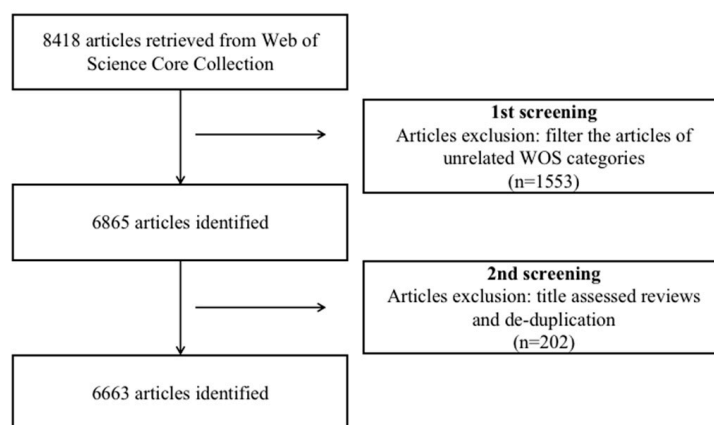 8418 articles retrieved from Web of
Science Core Collection
1st screening
Articles exclusion: filter the articles of
unrelated WOS categories
(n=1553)
6865 articles identified
2nd screening
Articles exclusion: title assessed reviews
and de-duplication
(n=202)
6663 articles identified